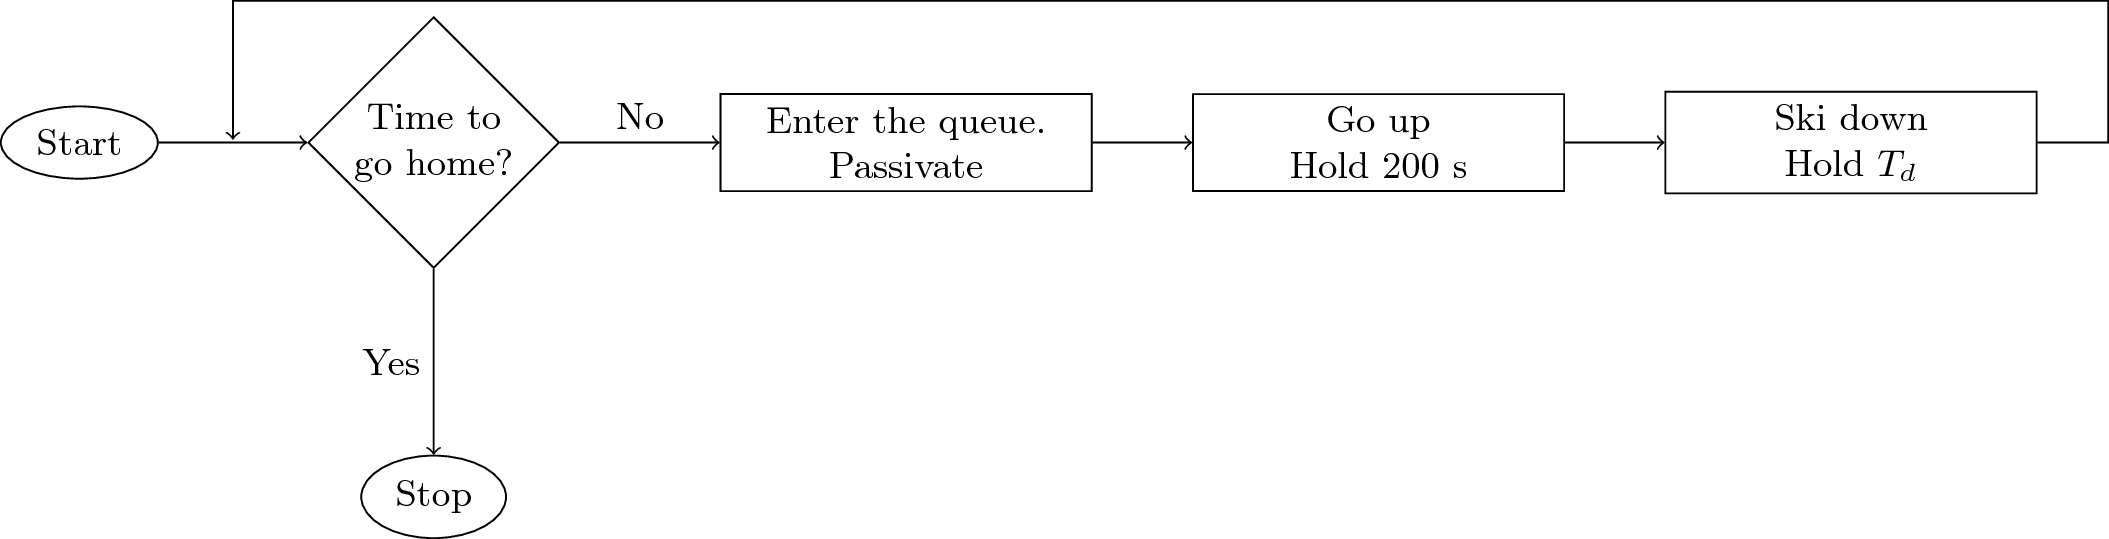 Start
Time to
go home?
No
Enter the queue.
Passivate
Go up
Hold 200 s
Ski down
Hold $T_d$
Yes
Stop